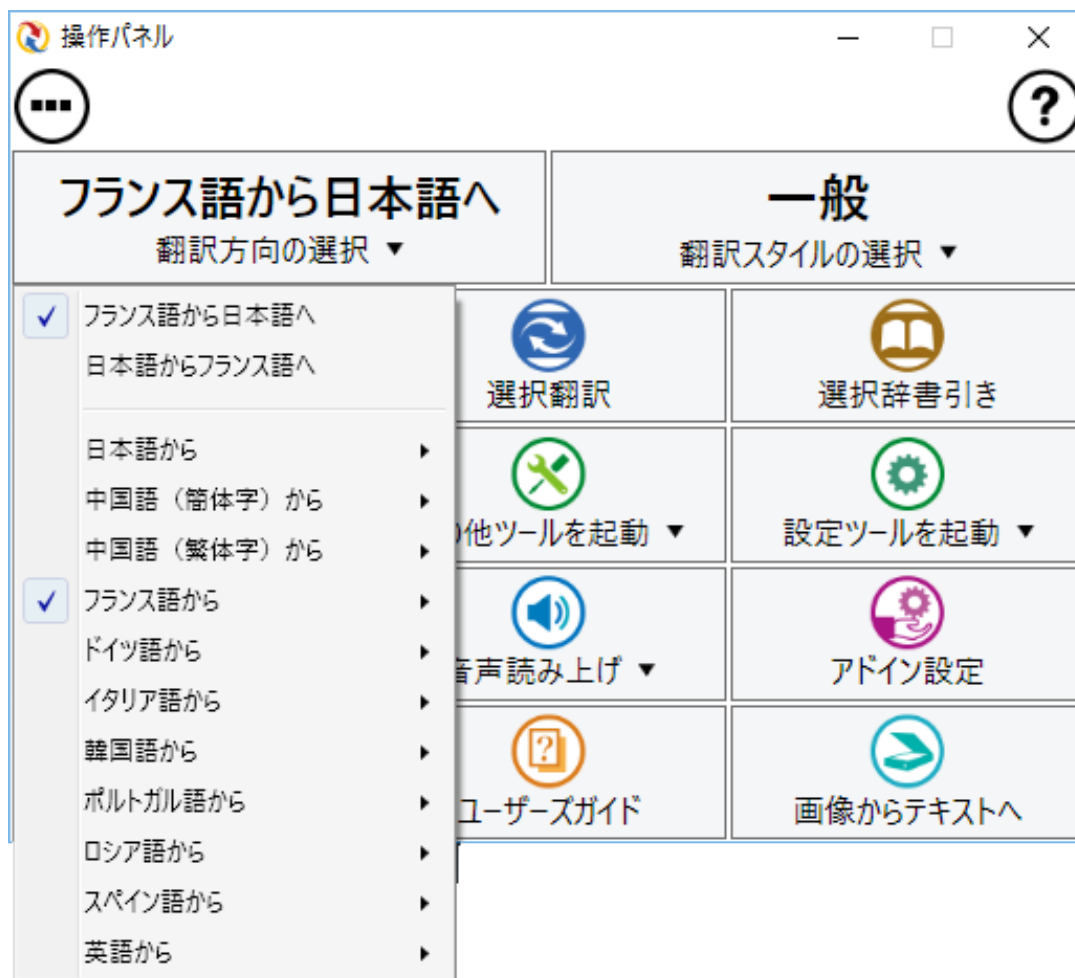 操作パネル
フランス語から日本語へ
翻訳方向の選択 ▼
一般
翻訳スタイルの選択 ▼
フランス語から日本語へ
日本語からフランス語へ
日本語から
中国語（簡体字）から
中国語（繁体字）から
フランス語から
ドイツ語から
イタリア語から
韓国語から
ポルトガル語から
ロシア語から
スペイン語から
英語から
選択翻訳
選択辞書引き
他ツールを起動 ▼
設定ツールを起動 ▼
音声読み上げ ▼
アドイン設定
ユーザーズガイド
画像からテキストへ